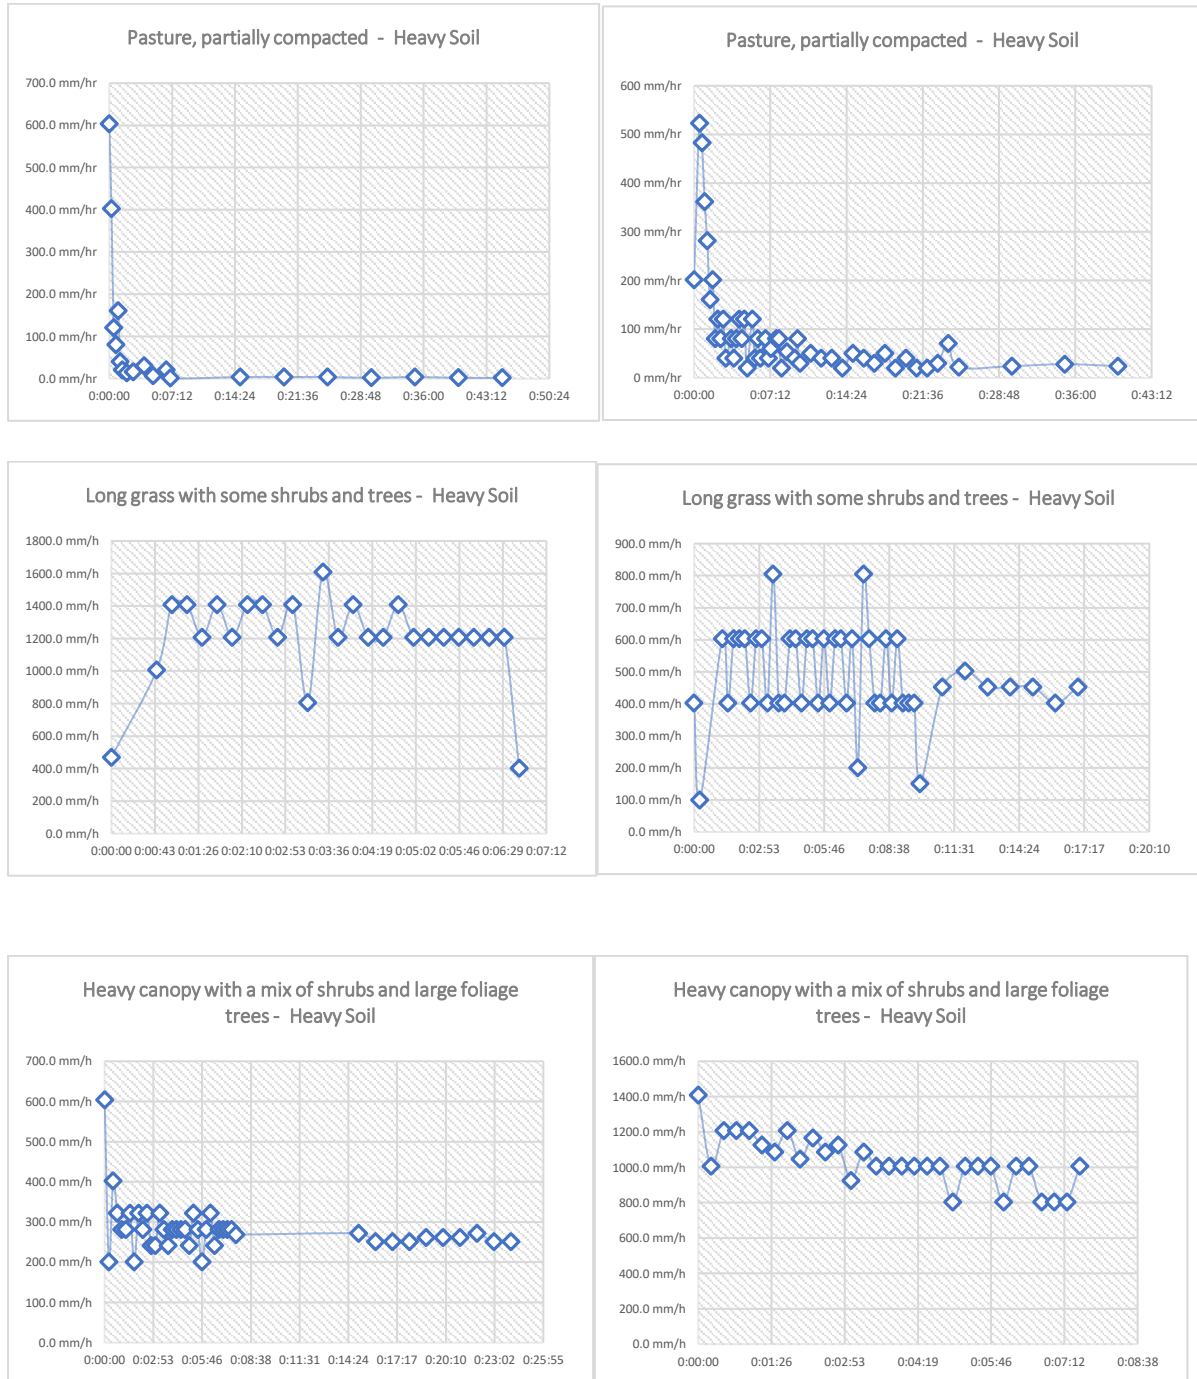 Pasture, partially compacted - Heavy Soil
700.0 mm/hr
600.0 mm/hr
500.0 mm/hr
400.0 mm/hr
300.0 mm/hr
200.0 mm/hr
100.0 mm/hr
0.0 mm/hr
0:00:00 0:07:12 0:14:24 0:21:36 0:28:48 0:36:00 0:43:12 0:50:24
Pasture, partially compacted - Heavy Soil
600 mm/hr
500 mm/hr
400 mm/hr
300 mm/hr
200 mm/hr
100 mm/hr
0 mm/hr
0:00:00 0:07:12 0:14:24 0:21:36 0:28:48 0:36:00 0:43:12
Long grass with some shrubs and trees - Heavy Soil
1800.0 mm/h
1600.0 mm/h
1400.0 mm/h
1200.0 mm/h
1000.0 mm/h
800.0 mm/h
600.0 mm/h
400.0 mm/h
200.0 mm/h
0.0 mm/h
0:00:00 0:00:43 0:01:26 0:02:10 0:02:53 0:03:36 0:04:19 0:05:02 0:05:46 0:06:29 0:07:12
Long grass with some shrubs and trees - Heavy Soil
900.0 mm/h
800.0 mm/h
700.0 mm/h
600.0 mm/h
500.0 mm/h
400.0 mm/h
300.0 mm/h
200.0 mm/h
100.0 mm/h
0.0 mm/h
0:00:00 0:02:53 0:05:46 0:08:38 0:11:31 0:14:24 0:17:17 0:20:10
Heavy canopy with a mix of shrubs and large foliage
trees - Heavy Soil
700.0 mm/h
600.0 mm/h
500.0 mm/h
400.0 mm/h
300.0 mm/h
200.0 mm/h
100.0 mm/h
0.0 mm/h
0:00:00 0:02:53 0:05:46 0:08:38 0:11:31 0:14:24 0:17:17 0:20:10 0:23:02 0:25:55
Heavy canopy with a mix of shrubs and large foliage
trees - Heavy Soil
1600.0 mm/h
1400.0 mm/h
1200.0 mm/h
1000.0 mm/h
800.0 mm/h
600.0 mm/h
400.0 mm/h
200.0 mm/h
0.0 mm/h
0:00:00 0:01:26 0:02:53 0:04:19 0:05:46 0:07:12 0:08:38